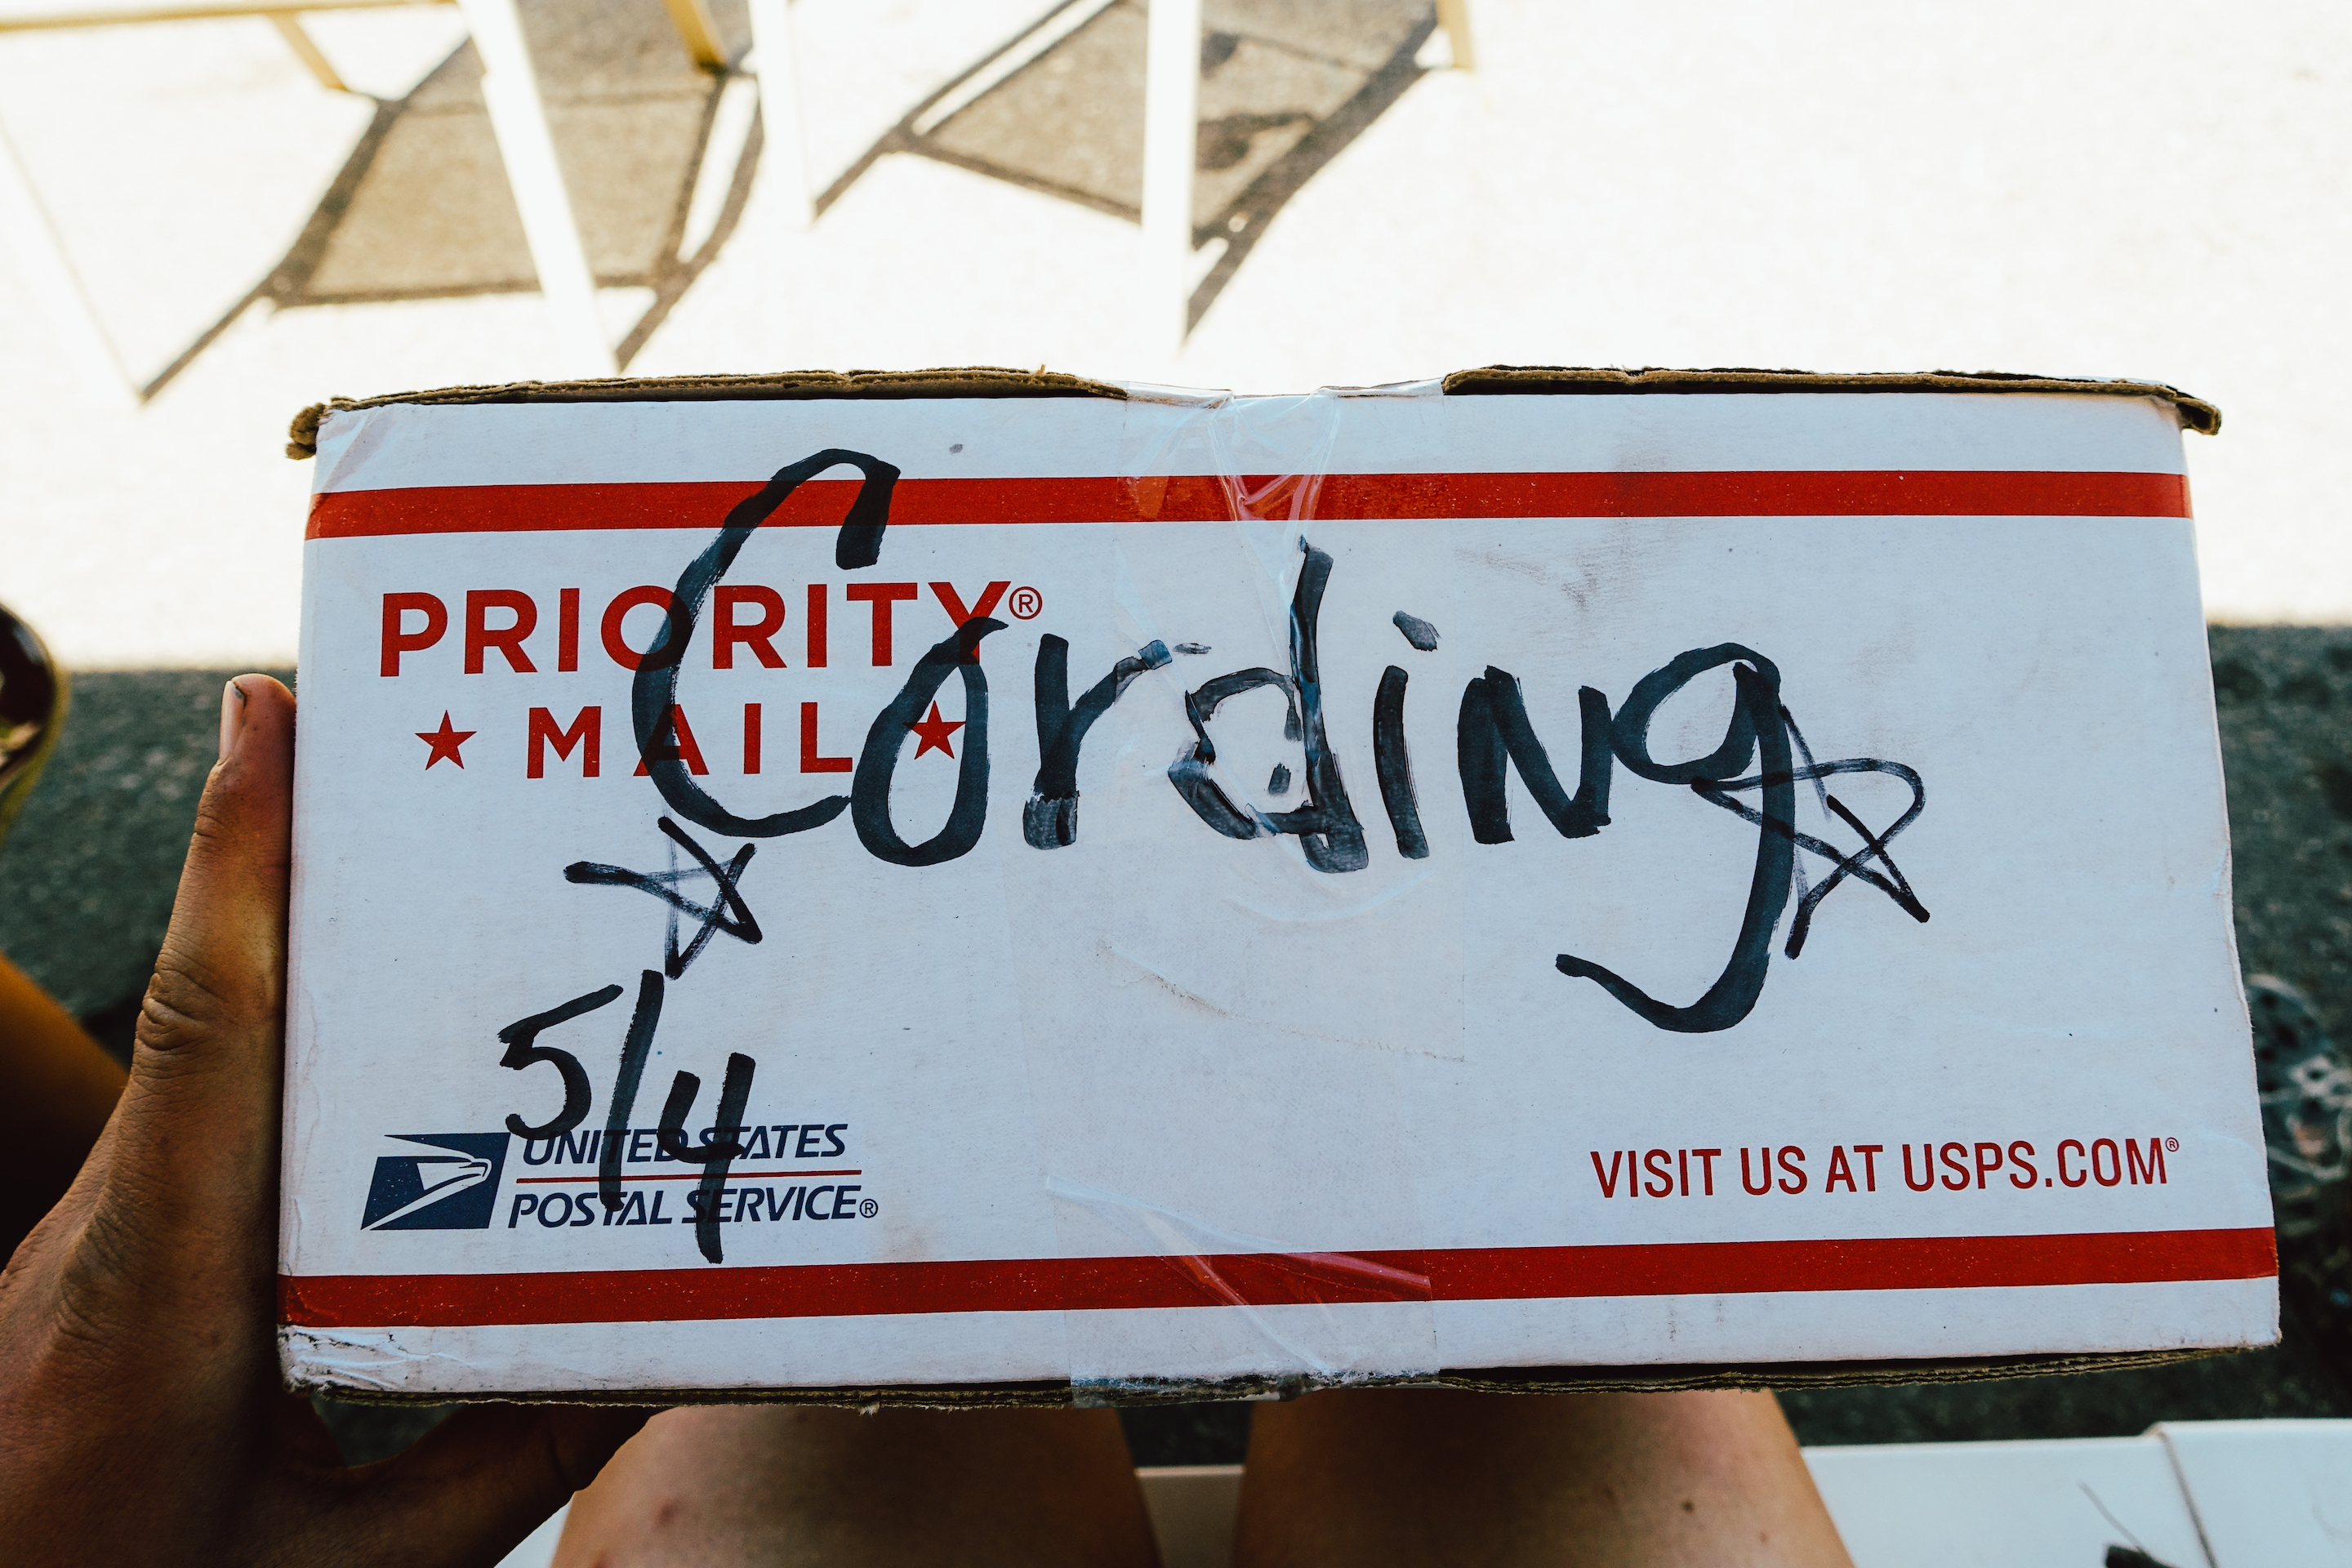 PRIORITY®
★ MAIL ★
Cording
5/4
UNITED STATES
POSTAL SERVICE®
VISIT US AT USPS.COM®